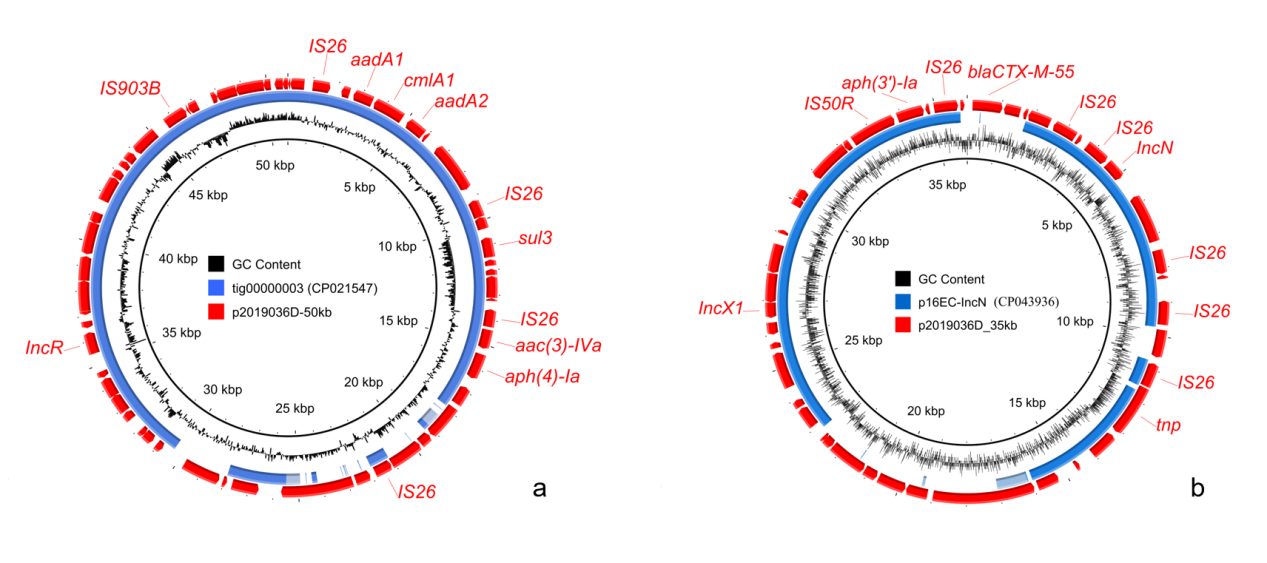 IS26
aadA1
cmlA1
aadA2
IS903B
IS26
sul3
IS26
aac(3)-IVa
aph(4)-Ia
IS26
IncR
50 kbp
5 kbp
10 kbp
15 kbp
20 kbp
25 kbp
30 kbp
35 kbp
40 kbp
45 kbp
GC Content
tig00000003 (CP021547)
p2019036D-50kb
a
IS26
blaCTX-M-55
aph(3')-Ia
IS50R
IS26
IS26
IncN
IS26
IS26
IS26
tnp
IncX1
35 kbp
5 kbp
10 kbp
15 kbp
20 kbp
25 kbp
30 kbp
GC Content
p16EC-IncN (CP043936)
p2019036D_35kb
b